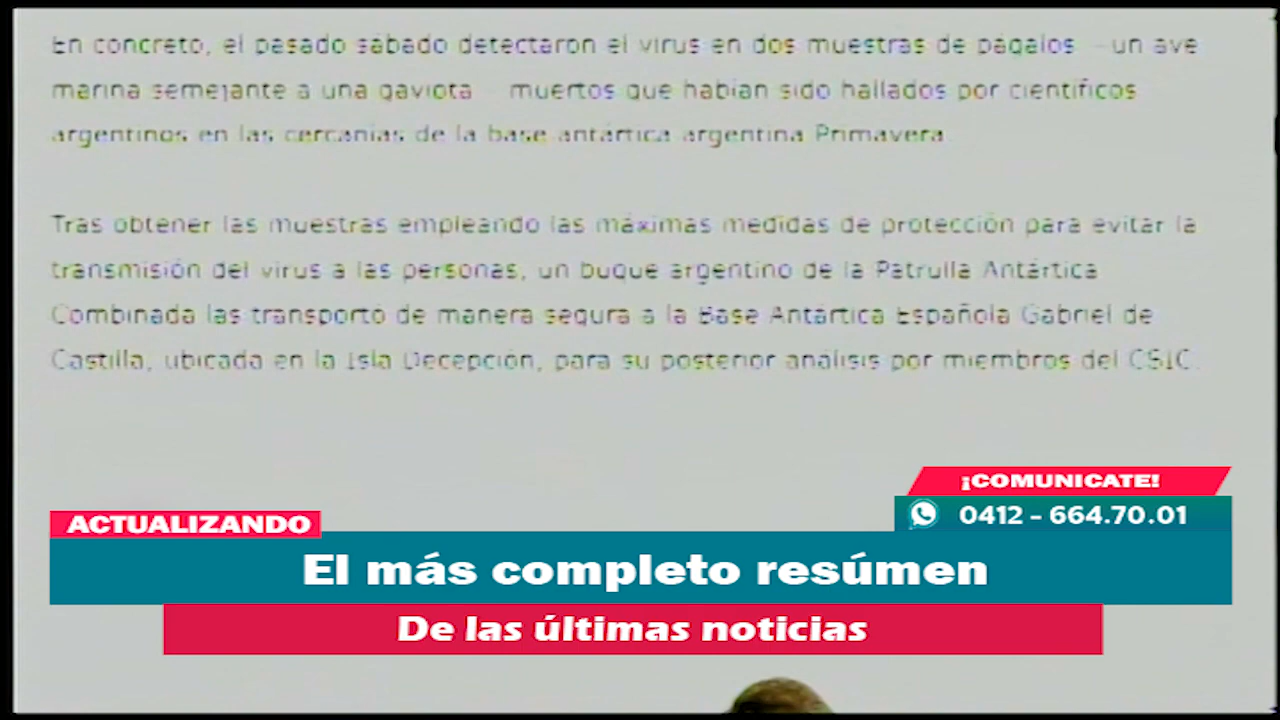 En concreto, el pasado sábado detectaron el virus en dos muestras de págalos – un ave
marina semejante a una gaviota – muertos que habían sido hallados por científicos
argentinos en las cercanías de la base antártica argentina Primavera.
Tras obtener las muestras empleando las máximas medidas de protección para evitar la
transmisión del virus a las personas, un buque argentino de la Patrulla Antártica
Combinada las transportó de manera segura a la Base Antártica Española Gabriel de
Castilla, ubicada en la Isla Decepción, para su posterior análisis por miembros del CSIC.
¡COMUNICATE!
0412 - 664.70.01
ACTUALIZANDO
El más completo resúmen
De las últimas noticias